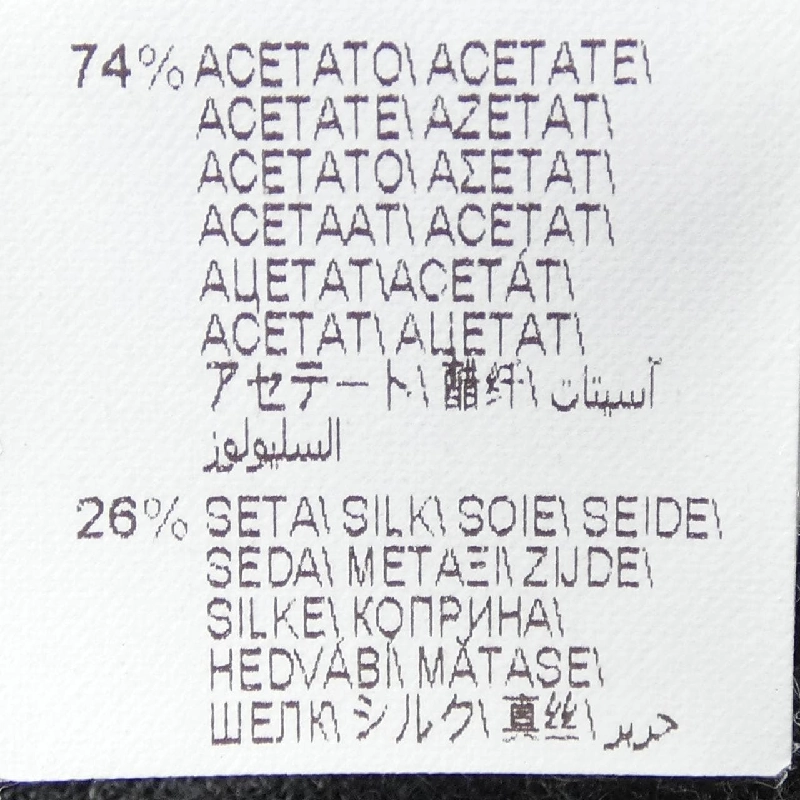 74% ACETATO\ ACETATE\
ACETATE\ AZETAT\
ACETATO\ ΑΣΕΤΑΤ\
ACETAAT\ ACETAT\
АЦЕТАТ\ACETÁT\
ACETAT\ АЦЕТАТ\
アセテート\ 醋纤\ آسيتات
السليولوز
26% SETA\ SILK\ SOIE\ SEIDE\
SEDA\ ΜΕΤΑΞΙ\ ZIJDE\
SILKE\ КОПРИНА\
HEDVÁBÍ\ MĂTASE\
ШЕЛК\ シルク\ 真丝\ حرير